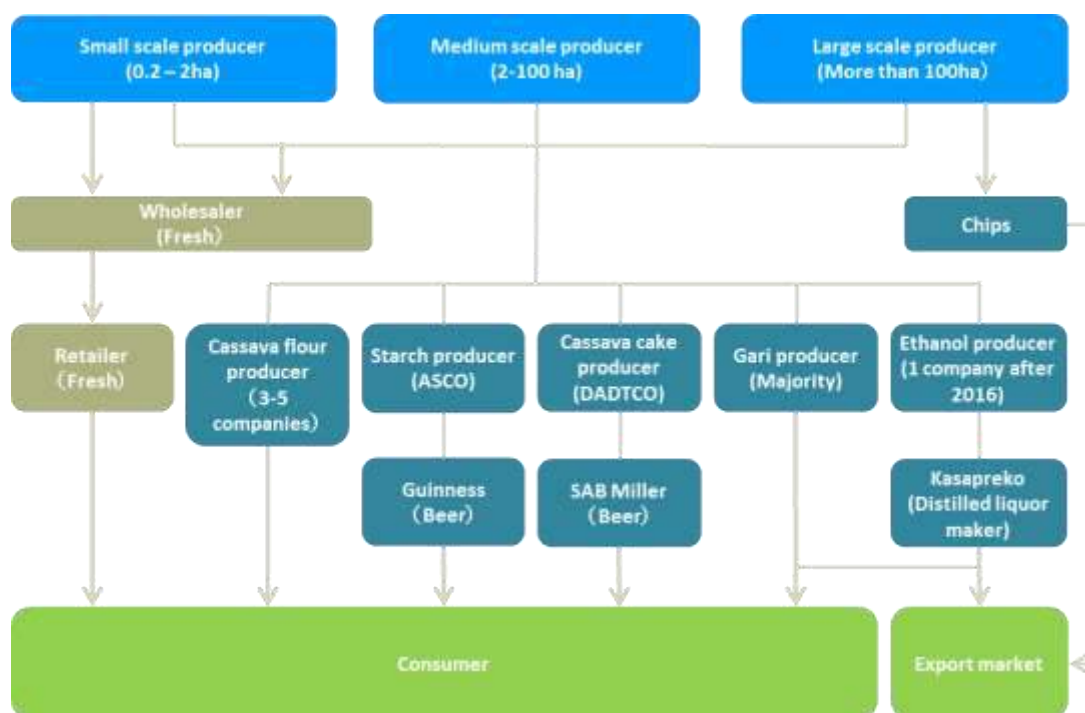 Small scale producer
(0.2 – 2ha)
Medium scale producer
(2-100 ha)
Large scale producer
(More than 100ha）
Wholesaler
(Fresh）
Chips
Retailer
（Fresh）
Cassava flour
producer
（3-5
companies）
Starch producer
(ASCO)
Cassava cake
producer
(DADTCO)
Gari producer
(Majority)
Ethanol producer
(1 company after
2016)
Guinness
（Beer）
SAB Miller
（Beer）
Kasapreko
(Distilled liquor
maker)
Consumer
Export market